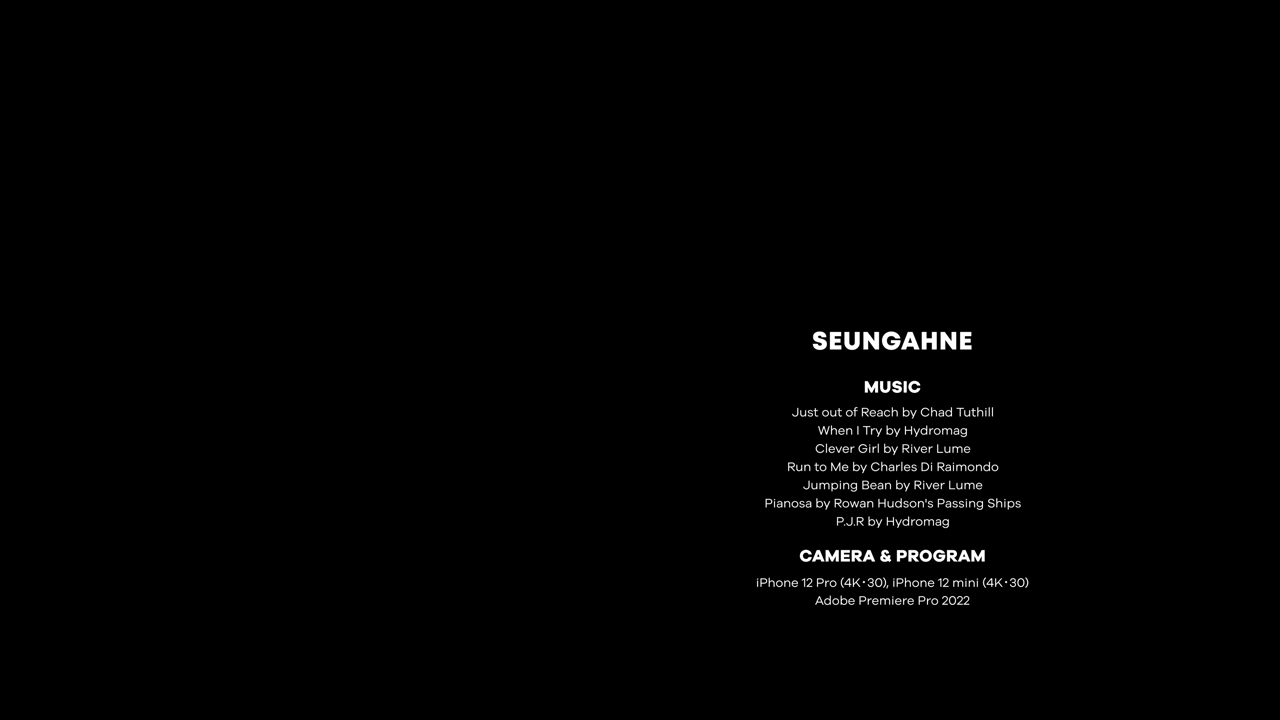 SEUNGAHNE
MUSIC
Just out of Reach by Chad Tuthill
When I Try by Hydromag
Clever Girl by River Lume
Run to Me by Charles Di Raimondo
Jumping Bean by River Lume
Pianosa by Rowan Hudson's Passing Ships
P.J.R by Hydromag
CAMERA & PROGRAM
iPhone 12 Pro (4K･30), iPhone 12 mini (4K･30)
Adobe Premiere Pro 2022